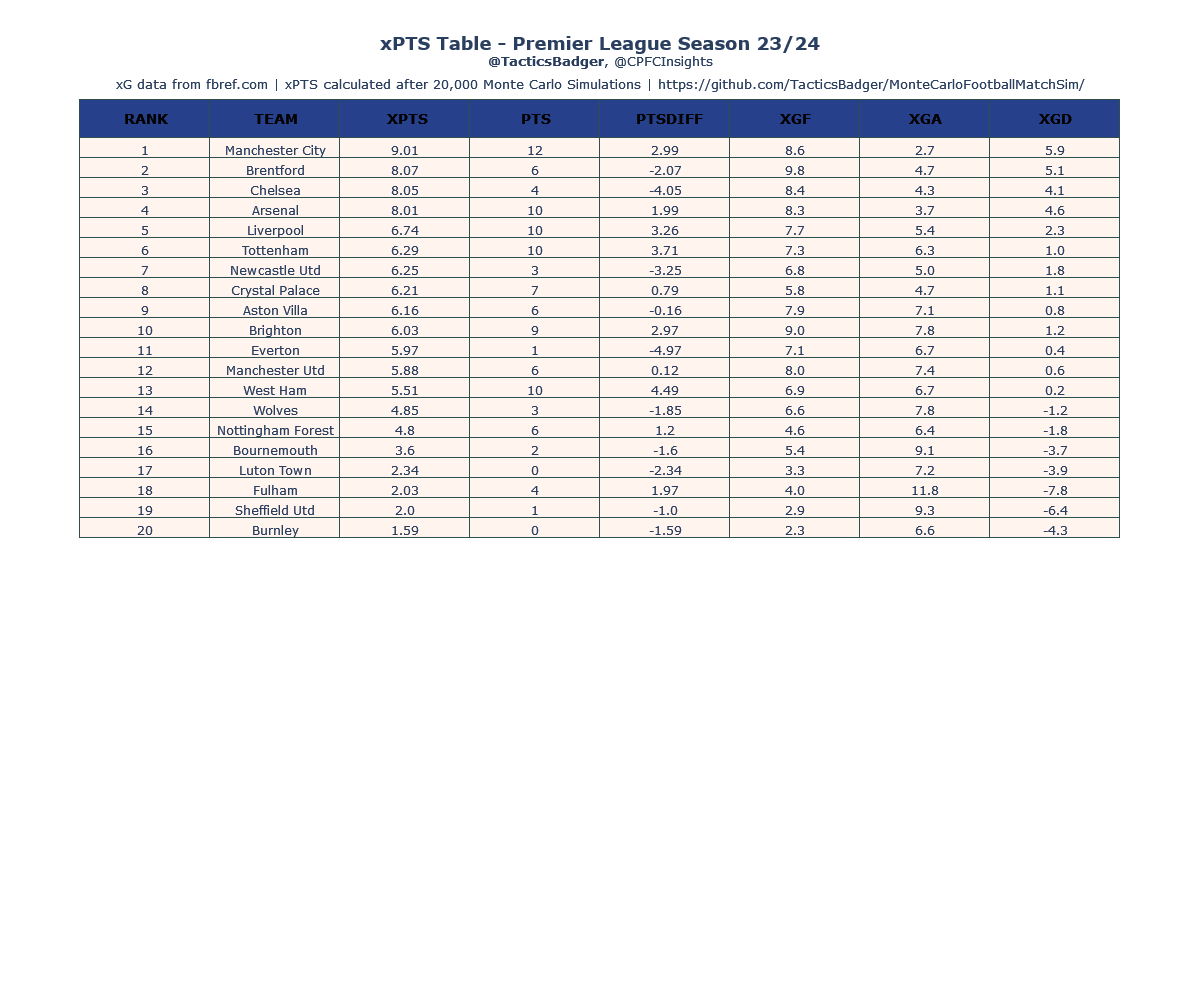 xPTS Table - Premier League Season 23/24
@TacticsBadger, @CPFCInsights
xG data from fbref.com | xPTS calculated after 20,000 Monte Carlo Simulations | https://github.com/TacticsBadger/MonteCarloFootballMatchSim/
RANK TEAM XPTS PTS PTSDIFF XGF XGA XGD
1 Manchester City 9.01 12 2.99 8.6 2.7 5.9
2 Brentford 8.07 6 -2.07 9.8 4.7 5.1
3 Chelsea 8.05 4 -4.05 8.4 4.3 4.1
4 Arsenal 8.01 10 1.99 8.3 3.7 4.6
5 Liverpool 6.74 10 3.26 7.7 5.4 2.3
6 Tottenham 6.29 10 3.71 7.3 6.3 1.0
7 Newcastle Utd 6.25 3 -3.25 6.8 5.0 1.8
8 Crystal Palace 6.21 7 0.79 5.8 4.7 1.1
9 Aston Villa 6.16 6 -0.16 7.9 7.1 0.8
10 Brighton 6.03 9 2.97 9.0 7.8 1.2
11 Everton 5.97 1 -4.97 7.1 6.7 0.4
12 Manchester Utd 5.88 6 0.12 8.0 7.4 0.6
13 West Ham 5.51 10 4.49 6.9 6.7 0.2
14 Wolves 4.85 3 -1.85 6.6 7.8 -1.2
15 Nottingham Forest 4.8 6 1.2 4.6 6.4 -1.8
16 Bournemouth 3.6 2 -1.6 5.4 9.1 -3.7
17 Luton Town 2.34 0 -2.34 3.3 7.2 -3.9
18 Fulham 2.03 4 1.97 4.0 11.8 -7.8
19 Sheffield Utd 2.0 1 -1.0 2.9 9.3 -6.4
20 Burnley 1.59 0 -1.59 2.3 6.6 -4.3